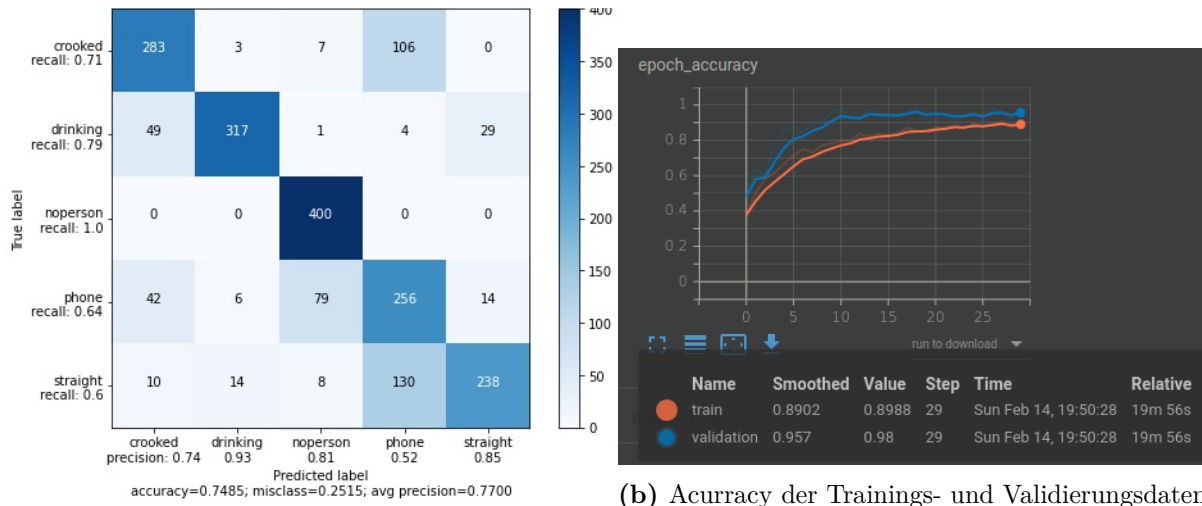 crooked
recall: 0.71
283 3 7 106 0
drinking
recall: 0.79
49 317 1 4 29
noperson
recall: 1.0
0 0 400 0 0
phone
recall: 0.64
42 6 79 256 14
straight
recall: 0.6
10 14 8 130 238
True label
crooked drinking noperson phone straight
precision: 0.74 0.93 0.81 0.52 0.85
Predicted label
accuracy=0.7485; misclass=0.2515; avg precision=0.7700
400
350
300
250
200
150
100
50
0
epoch_accuracy
1
0.8
0.6
0.4
0.2
0
0 5 10 15 20 25
run to download
Name Smoothed Value Step Time Relative
train 0.8902 0.8988 29 Sun Feb 14, 19:50:28 19m 56s
validation 0.957 0.98 29 Sun Feb 14, 19:50:28 19m 56s
(b) Acurracy der Trainings- und Validierungsdaten